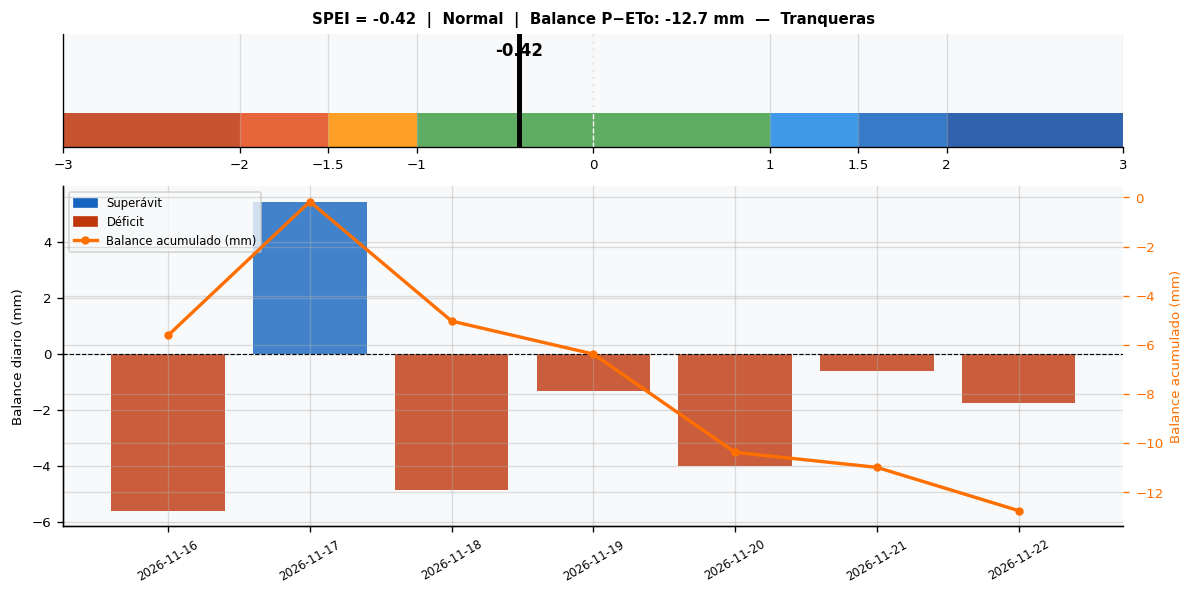 SPEI = -0.42  |  Normal  |  Balance P−ETo: -12.7 mm  —  Tranqueras
-0.42
−3 −2 −1.5 −1 0 1 1.5 2 3
Superávit
Déficit
Balance acumulado (mm)
Balance diario (mm)
4
2
0
−2
−4
−6
0
−2
−4
−6
−8
−10
−12
Balance acumulado (mm)
2026-11-16 2026-11-17 2026-11-18 2026-11-19 2026-11-20 2026-11-21 2026-11-22